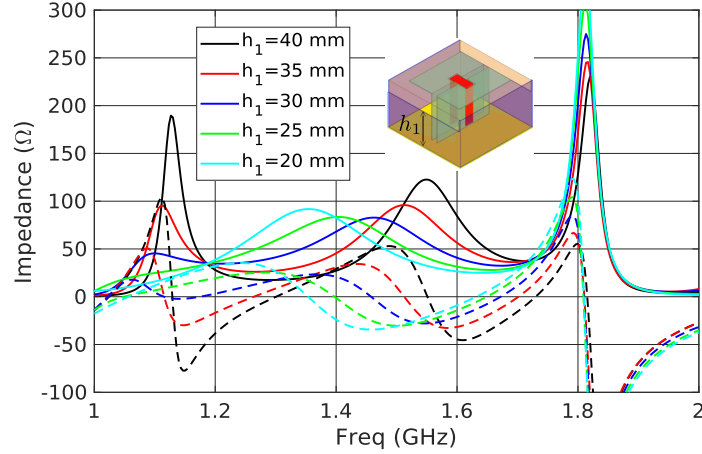 300
250
200
150
100
50
0
-50
-100
Impedance (Ω)
h₁=40 mm
h₁=35 mm
h₁=30 mm
h₁=25 mm
h₁=20 mm
h₁
1 1.2 1.4 1.6 1.8 2
Freq (GHz)